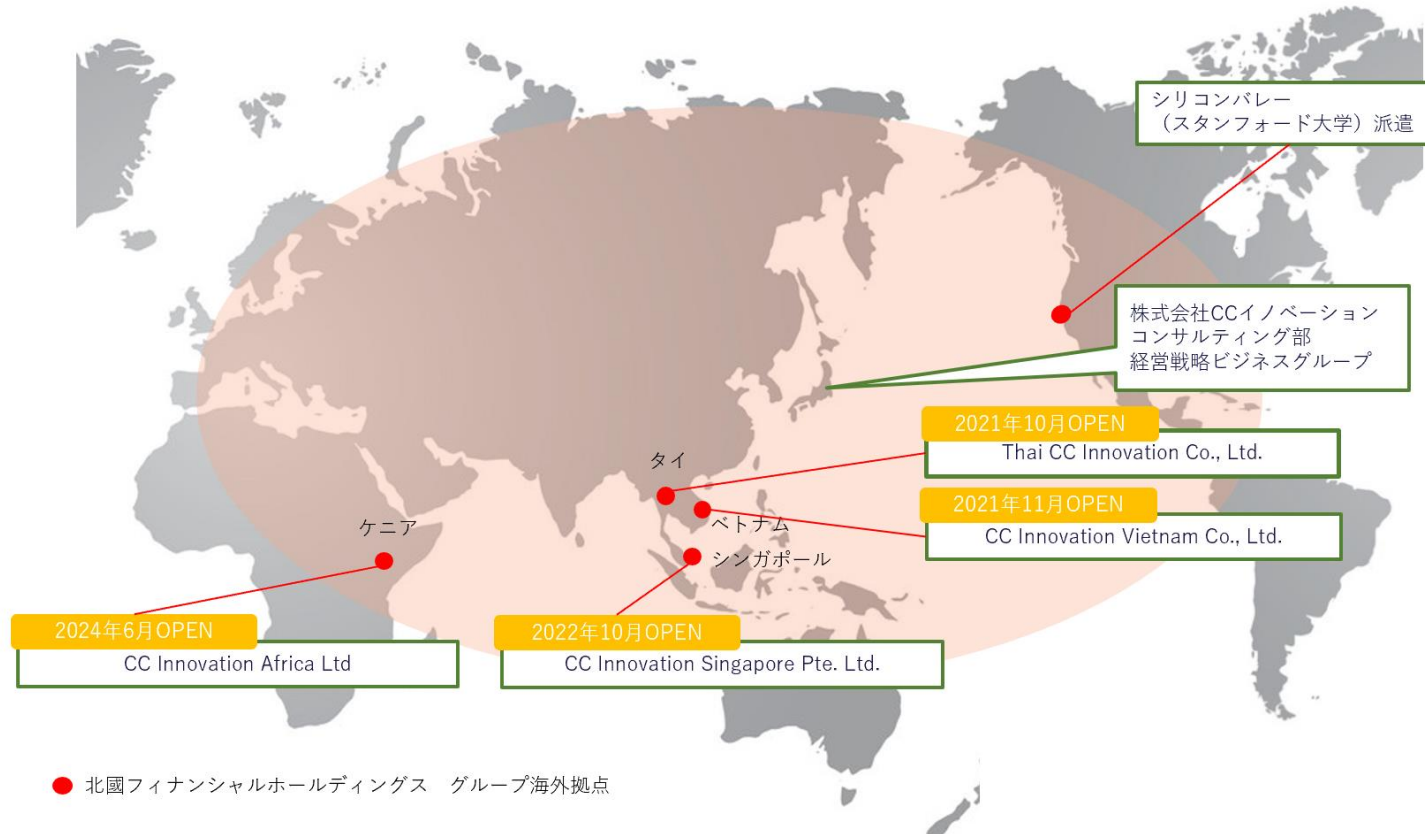 シリコンバレー
（スタンフォード大学）派遣
株式会社CCイノベーション
コンサルティング部
経営戦略ビジネスグループ
2021年10月OPEN
Thai CC Innovation Co., Ltd.
タイ
2021年11月OPEN
CC Innovation Vietnam Co., Ltd.
ベトナム
シンガポール
ケニア
2024年6月OPEN
CC Innovation Africa Ltd
2022年10月OPEN
CC Innovation Singapore Pte. Ltd.
北國フィナンシャルホールディングス　グループ海外拠点